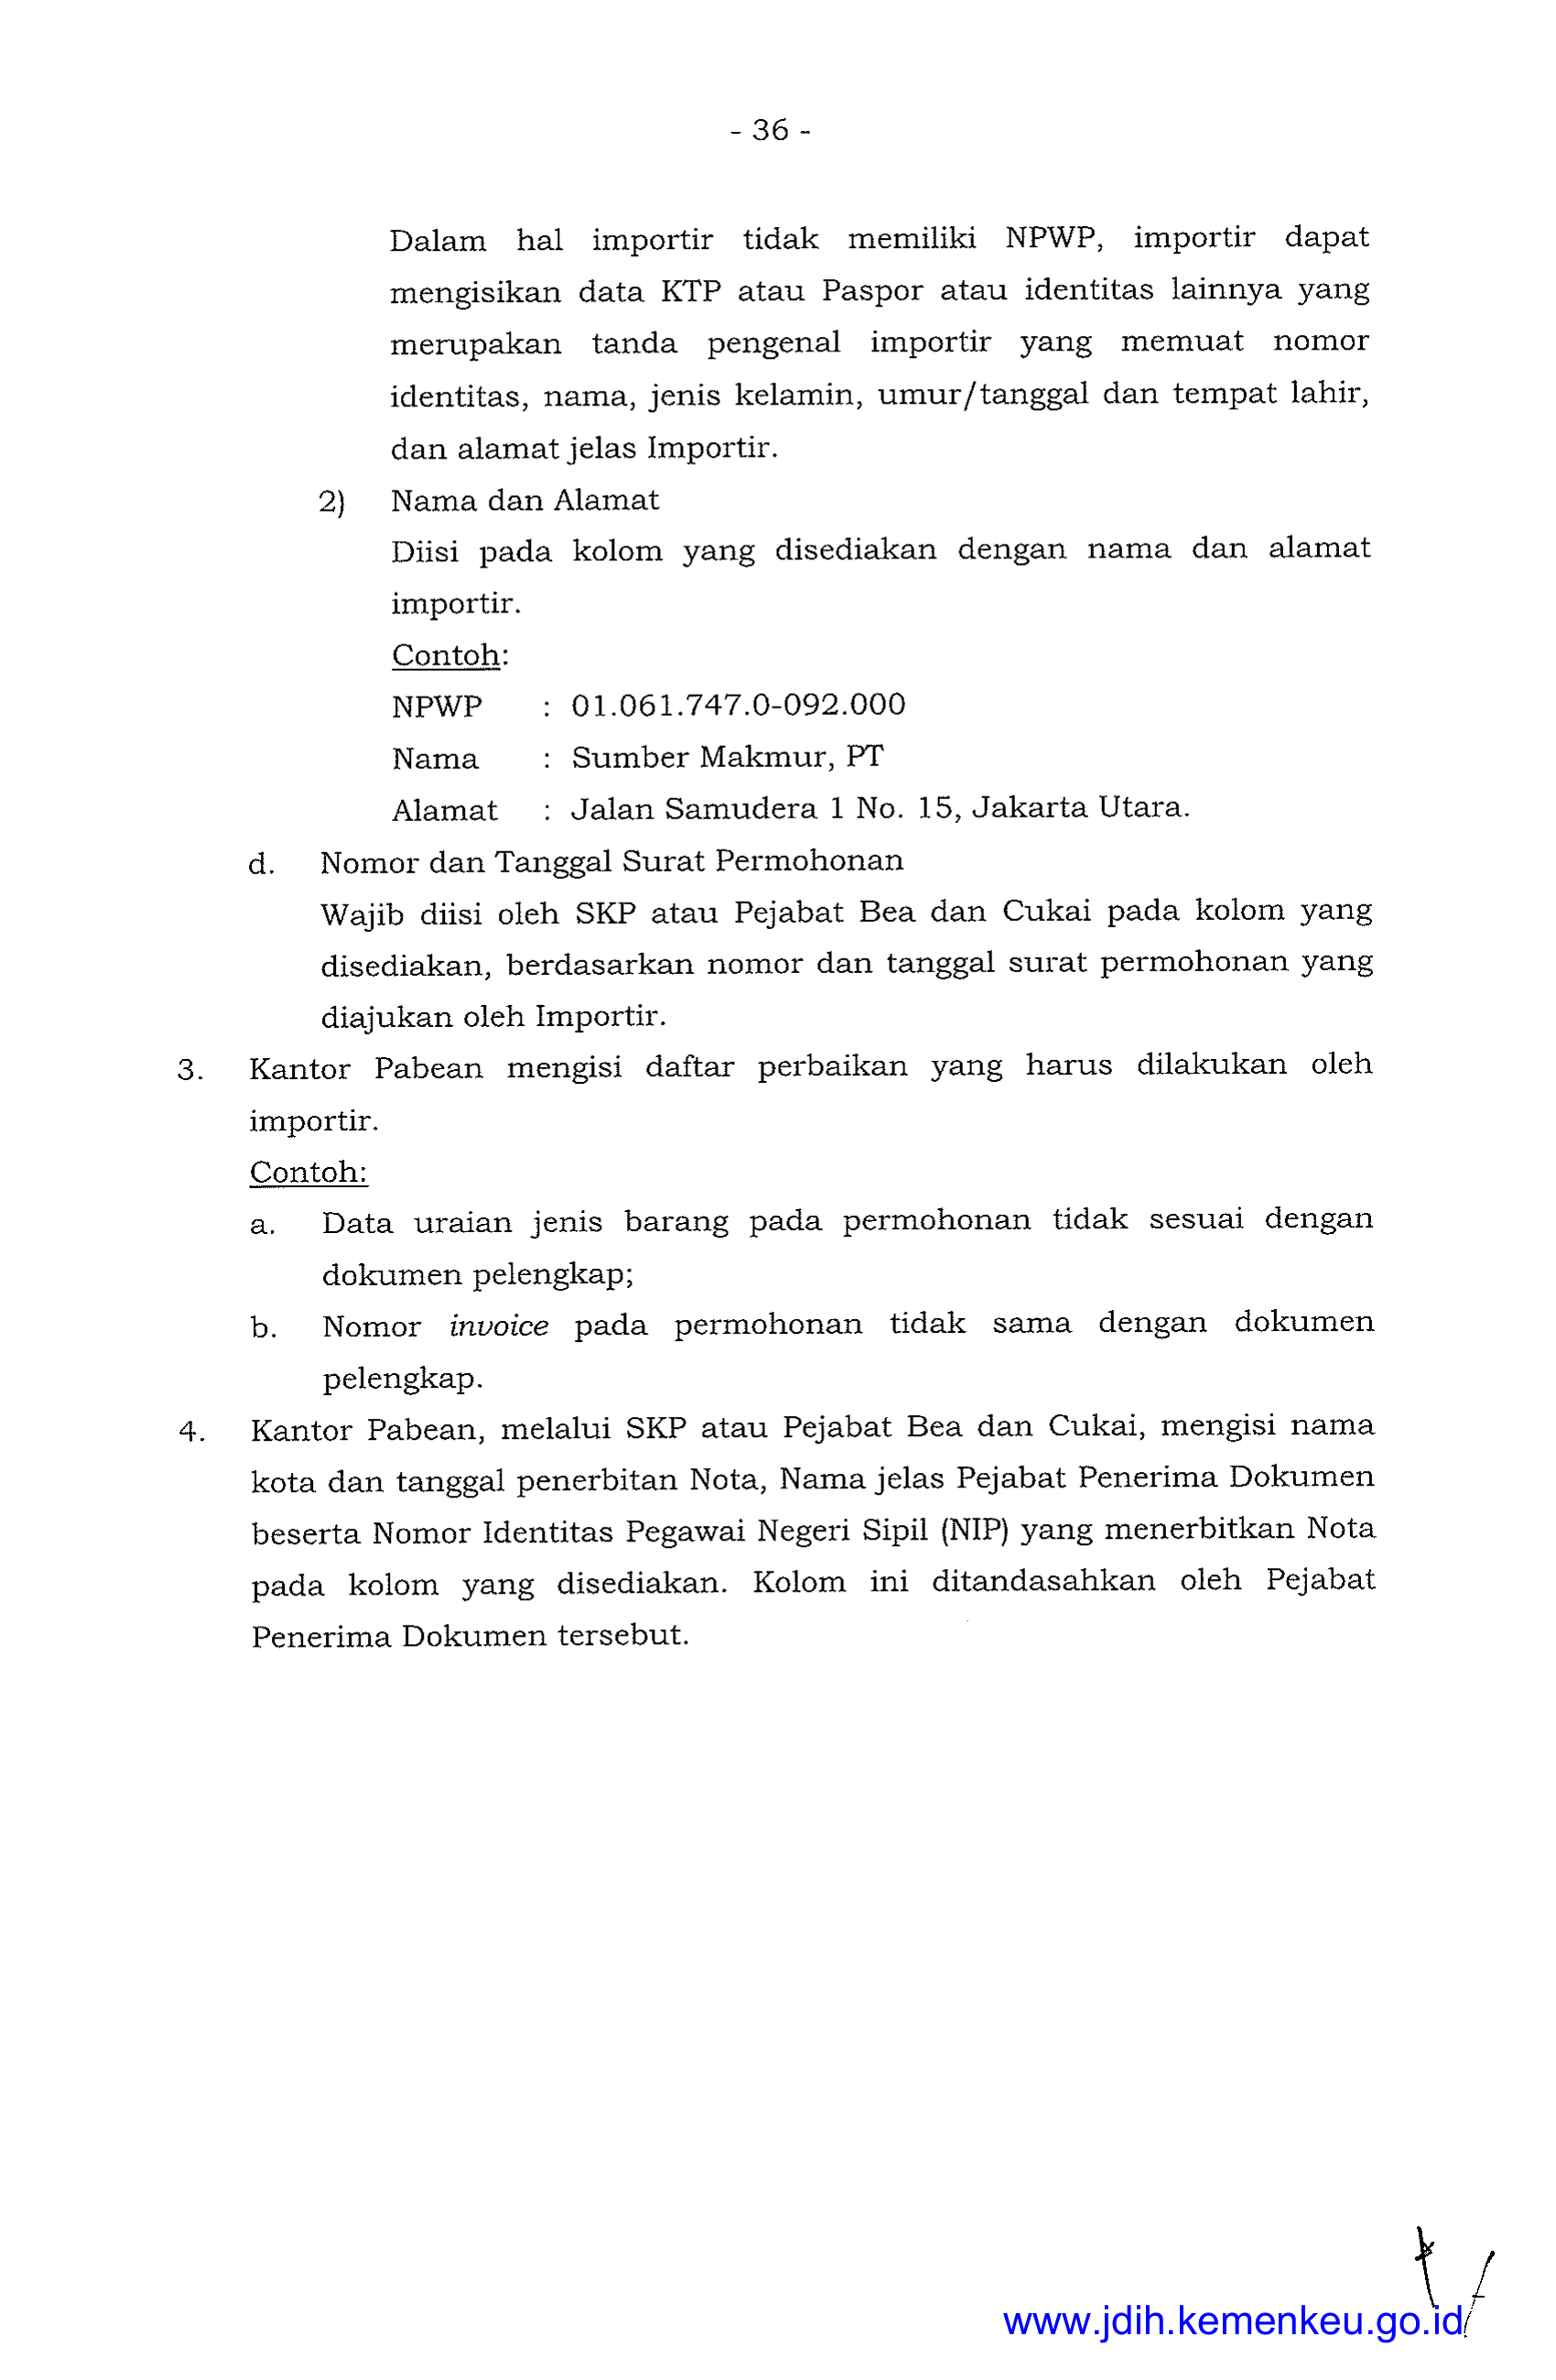 - 36 -
Dalam hal importir tidak memiliki NPWP, importir dapat
mengisikan data KTP atau Paspor atau identitas lainnya yang
merupakan tanda pengenal importir yang memuat nomor
identitas, nama, jenis kelamin, umur/tanggal dan tempat lahir,
dan alamat jelas Importir.
2) Nama dan Alamat
Diisi pada kolom yang disediakan dengan nama dan alamat
importir.
Contoh:
NPWP : 01.061.747.0-092.000
Nama : Sumber Makmur, PT
Alamat : Jalan Samudera 1 No. 15, Jakarta Utara.
d. Nomor dan Tanggal Surat Permohonan
Wajib diisi oleh SKP atau Pejabat Bea dan Cukai pada kolom yang
disediakan, berdasarkan nomor dan tanggal surat permohonan yang
diajukan oleh Importir.
3. Kantor Pabean mengisi daftar perbaikan yang harus dilakukan oleh
importir.
Contoh:
a. Data uraian jenis barang pada permohonan tidak sesuai dengan
dokumen pelengkap;
b. Nomor invoice pada permohonan tidak sama dengan dokumen
pelengkap.
4. Kantor Pabean, melalui SKP atau Pejabat Bea dan Cukai, mengisi nama
kota dan tanggal penerbitan Nota, Nama jelas Pejabat Penerima Dokumen
beserta Nomor Identitas Pegawai Negeri Sipil (NIP) yang menerbitkan Nota
pada kolom yang disediakan. Kolom ini ditandasahkan oleh Pejabat
Penerima Dokumen tersebut.
www.jdih.kemenkeu.go.id